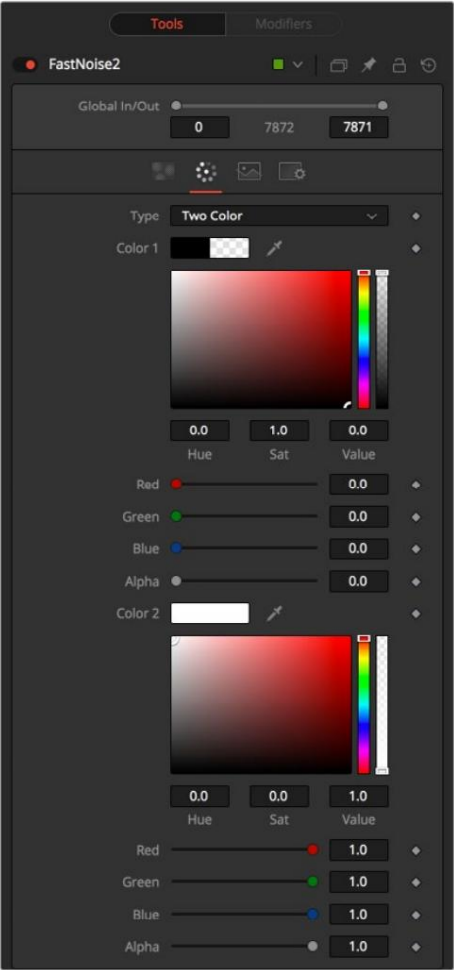 Tools Modifiers
FastNoise2
Global In/Out
0 7872 7871
Type Two Color
Color 1
0.0 1.0 0.0
Hue Sat Value
Red 0.0
Green 0.0
Blue 0.0
Alpha 0.0
Color 2
0.0 0.0 1.0
Hue Sat Value
Red 1.0
Green 1.0
Blue 1.0
Alpha 1.0